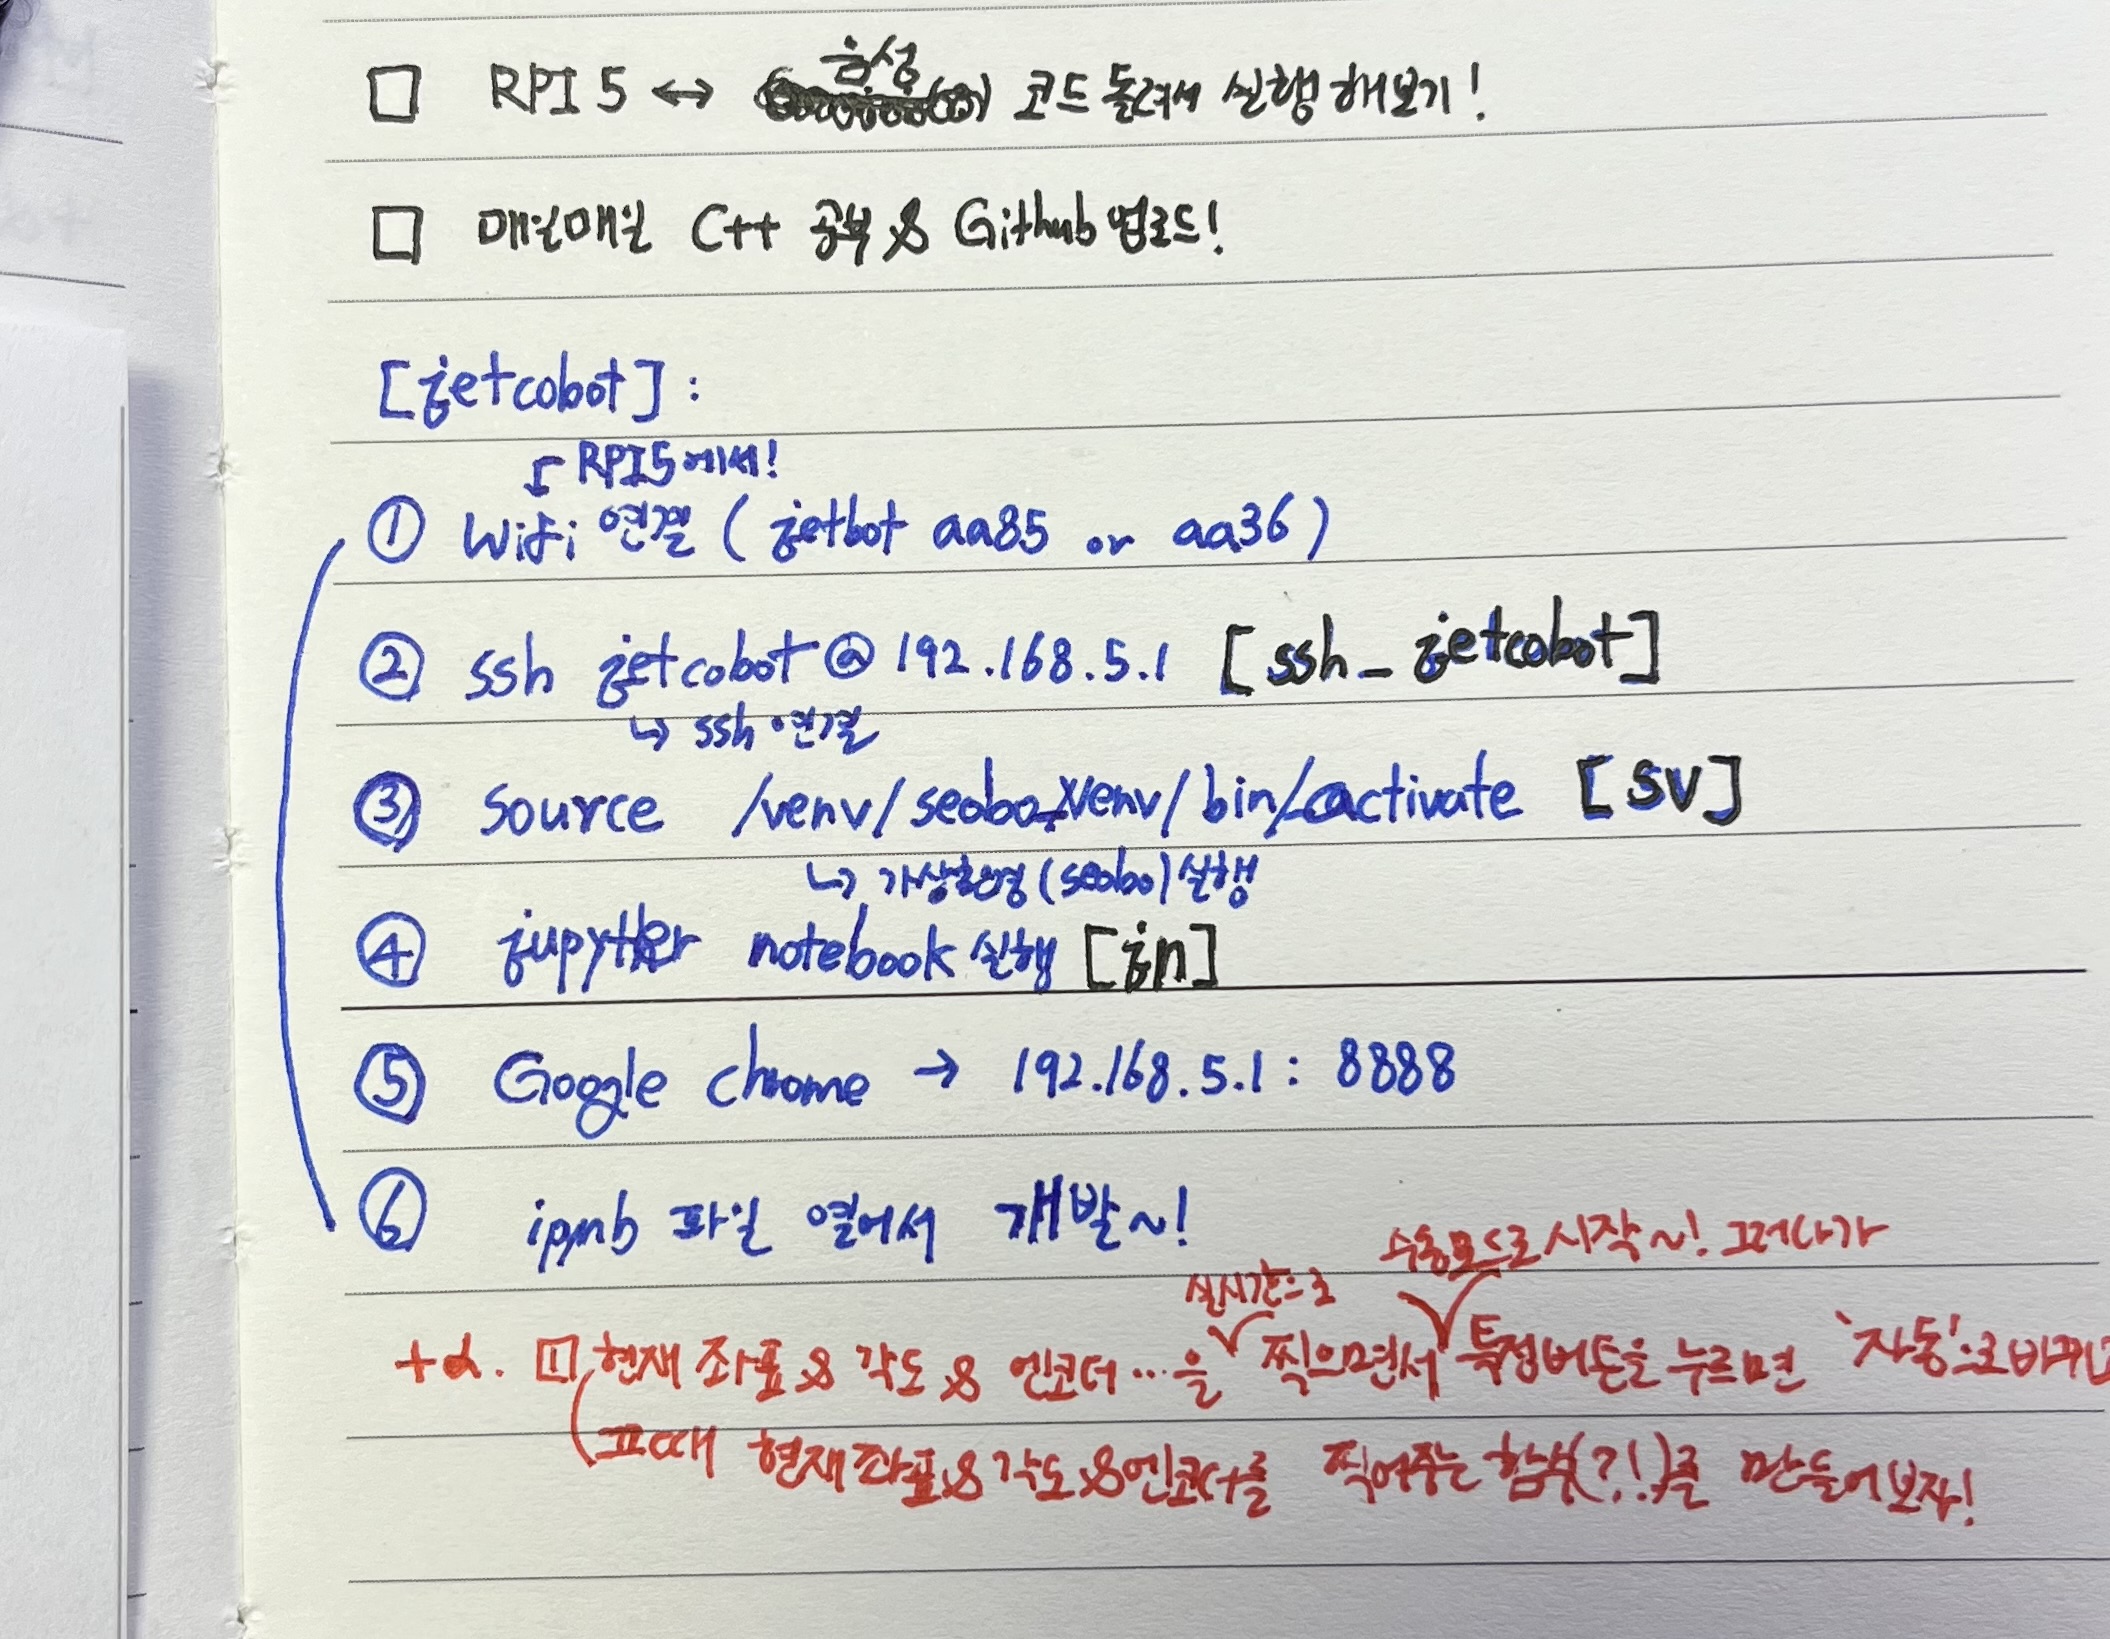 □ RPI 5 ↔ 음성 코드 돌려서 실행해보기!
□ 매일매일 C++ 공부 & Github 업로드!
[jetcobot] :
RPI5에서!
① Wifi 연결 ( jetbot aa85 or aa36 )
② ssh jetcobot@192.168.5.1 [ssh_jetcobot]
↳ ssh 연결
③ source /venv/seobo_venv/bin/activate [sv]
↳ 가상환경(seobo) 실행
④ jupyter notebook 실행 [jn]
⑤ Google chrome → 192.168.5.1 : 8888
⑥ ipynb 파일 열어서 개발~!
수동모드로 시작~! 그러다가
실시간으로
+α. 1 현재 좌표 & 각도 & 엔코더...을 ✓ 찍으면서 ✓ 특정버튼을 누르면 '자동'으로 바뀌고
그때 현재 좌표 & 각도 & 엔코더를 찍어주는 함수(?!)를 만들어보자!